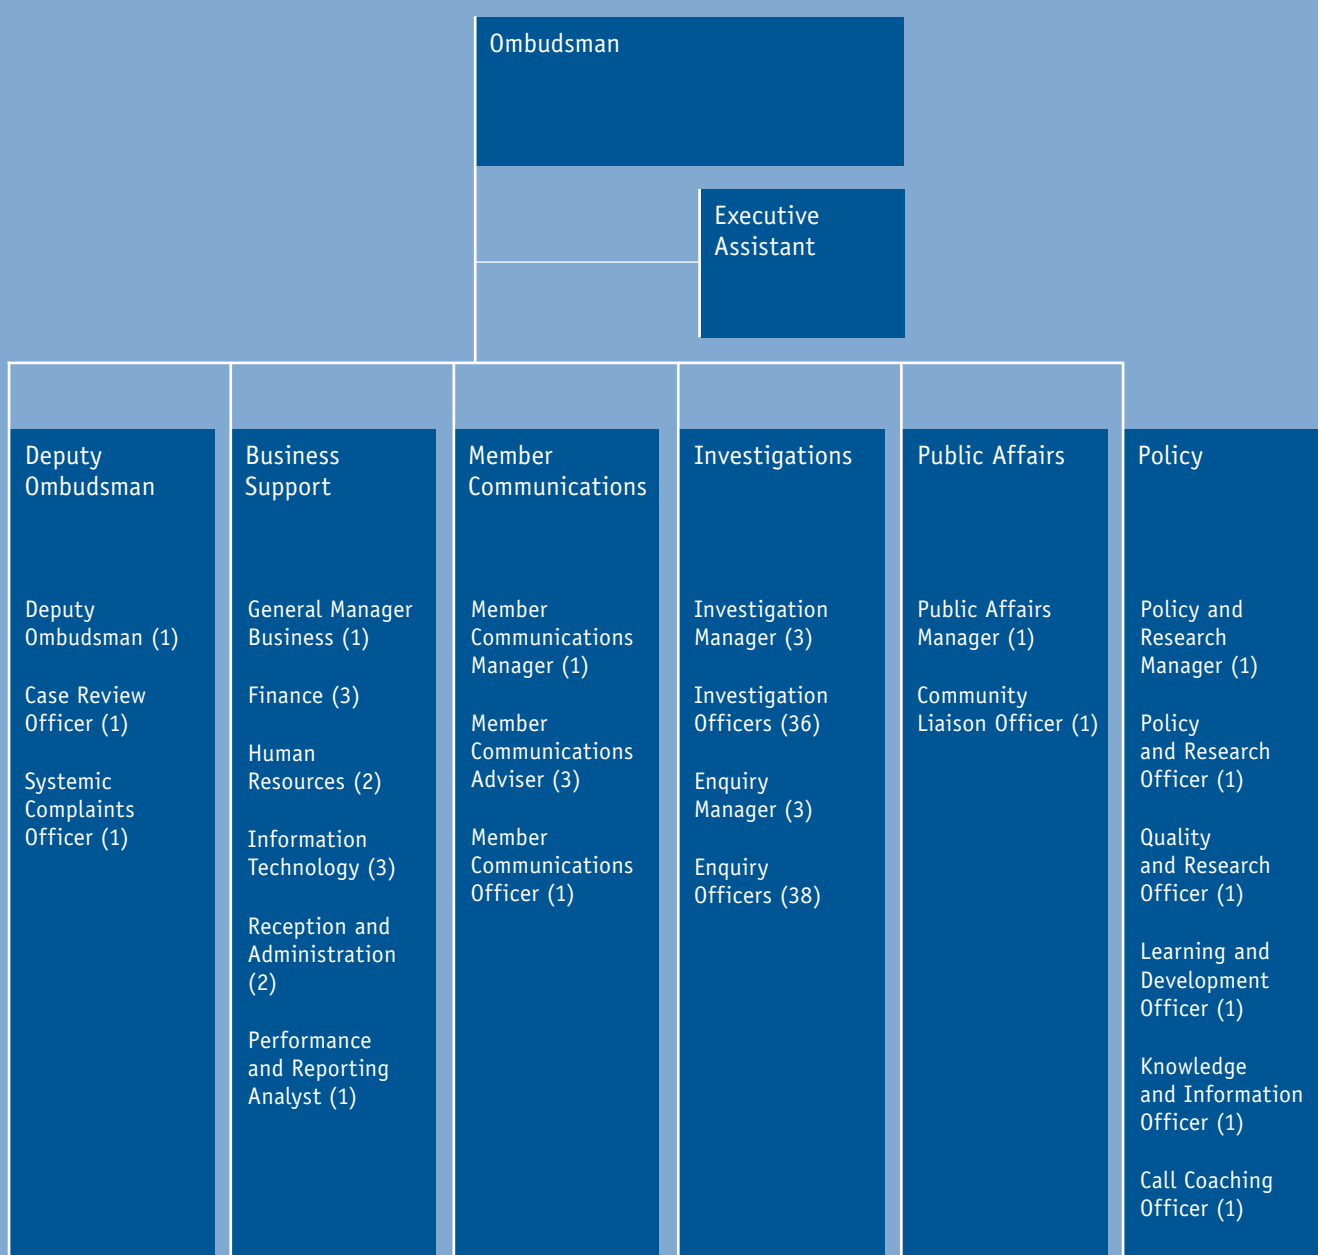 Ombudsman
Executive
Assistant
Deputy
Ombudsman
Deputy
Ombudsman (1)
Case Review
Officer (1)
Systemic
Complaints
Officer (1)
Business
Support
General Manager
Business (1)
Finance (3)
Human
Resources (2)
Information
Technology (3)
Reception and
Administration
(2)
Performance
and Reporting
Analyst (1)
Member
Communications
Member
Communications
Manager (1)
Member
Communications
Adviser (3)
Member
Communications
Officer (1)
Investigations
Investigation
Manager (3)
Investigation
Officers (36)
Enquiry
Manager (3)
Enquiry
Officers (38)
Public Affairs
Public Affairs
Manager (1)
Community
Liaison Officer (1)
Policy
Policy and
Research
Manager (1)
Policy
and Research
Officer (1)
Quality
and Research
Officer (1)
Learning and
Development
Officer (1)
Knowledge
and Information
Officer (1)
Call Coaching
Officer (1)